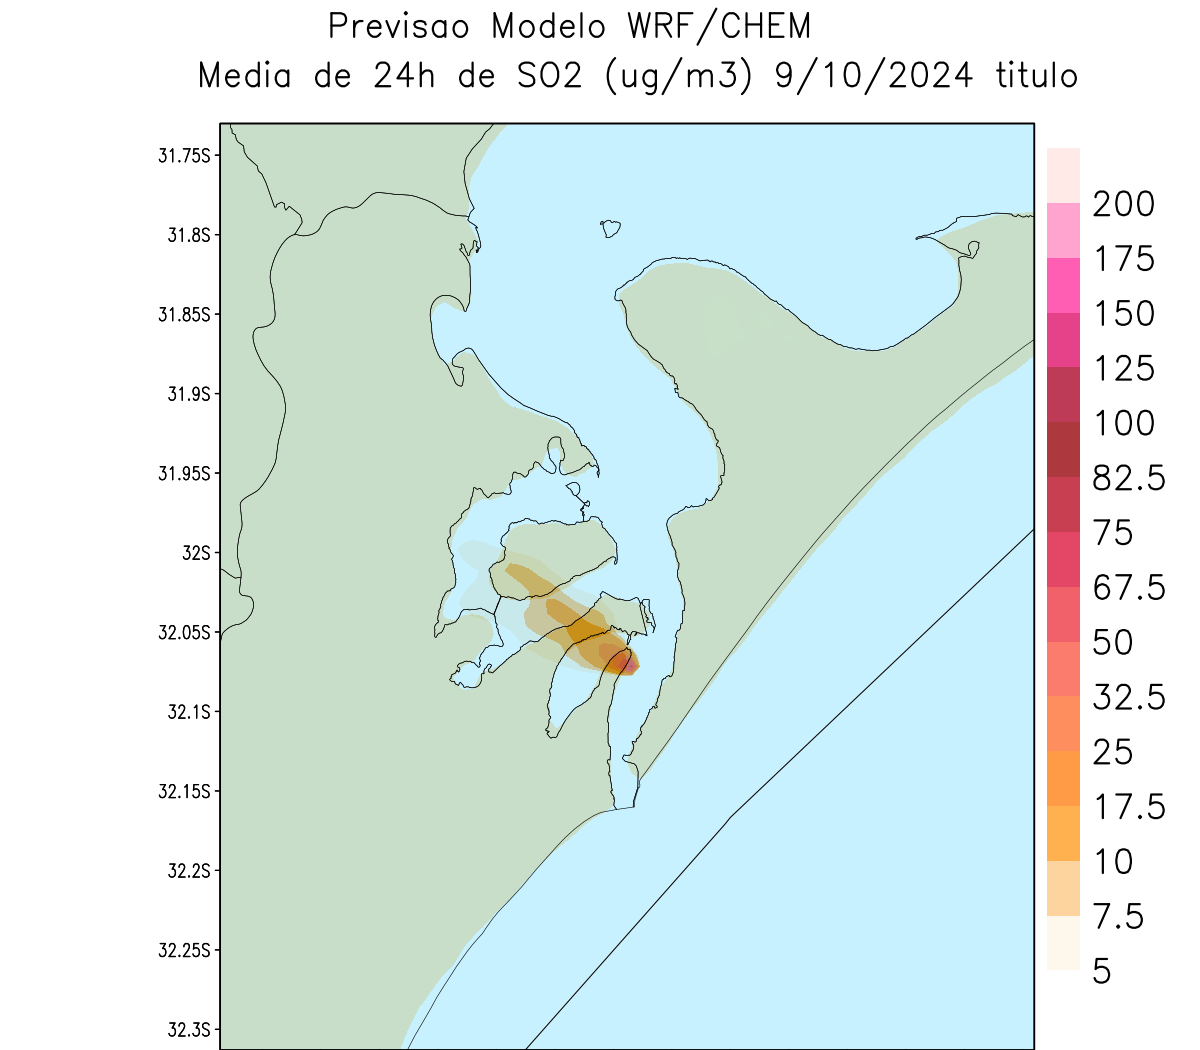 Previsao Modelo WRF/CHEM
Media de 24h de SO2 (ug/m3) 9/10/2024 titulo
31.75S
31.8S
31.85S
31.9S
31.95S
32S
32.05S
32.1S
32.15S
32.2S
32.25S
32.3S
200
175
150
125
100
82.5
75
67.5
50
32.5
25
17.5
10
7.5
5